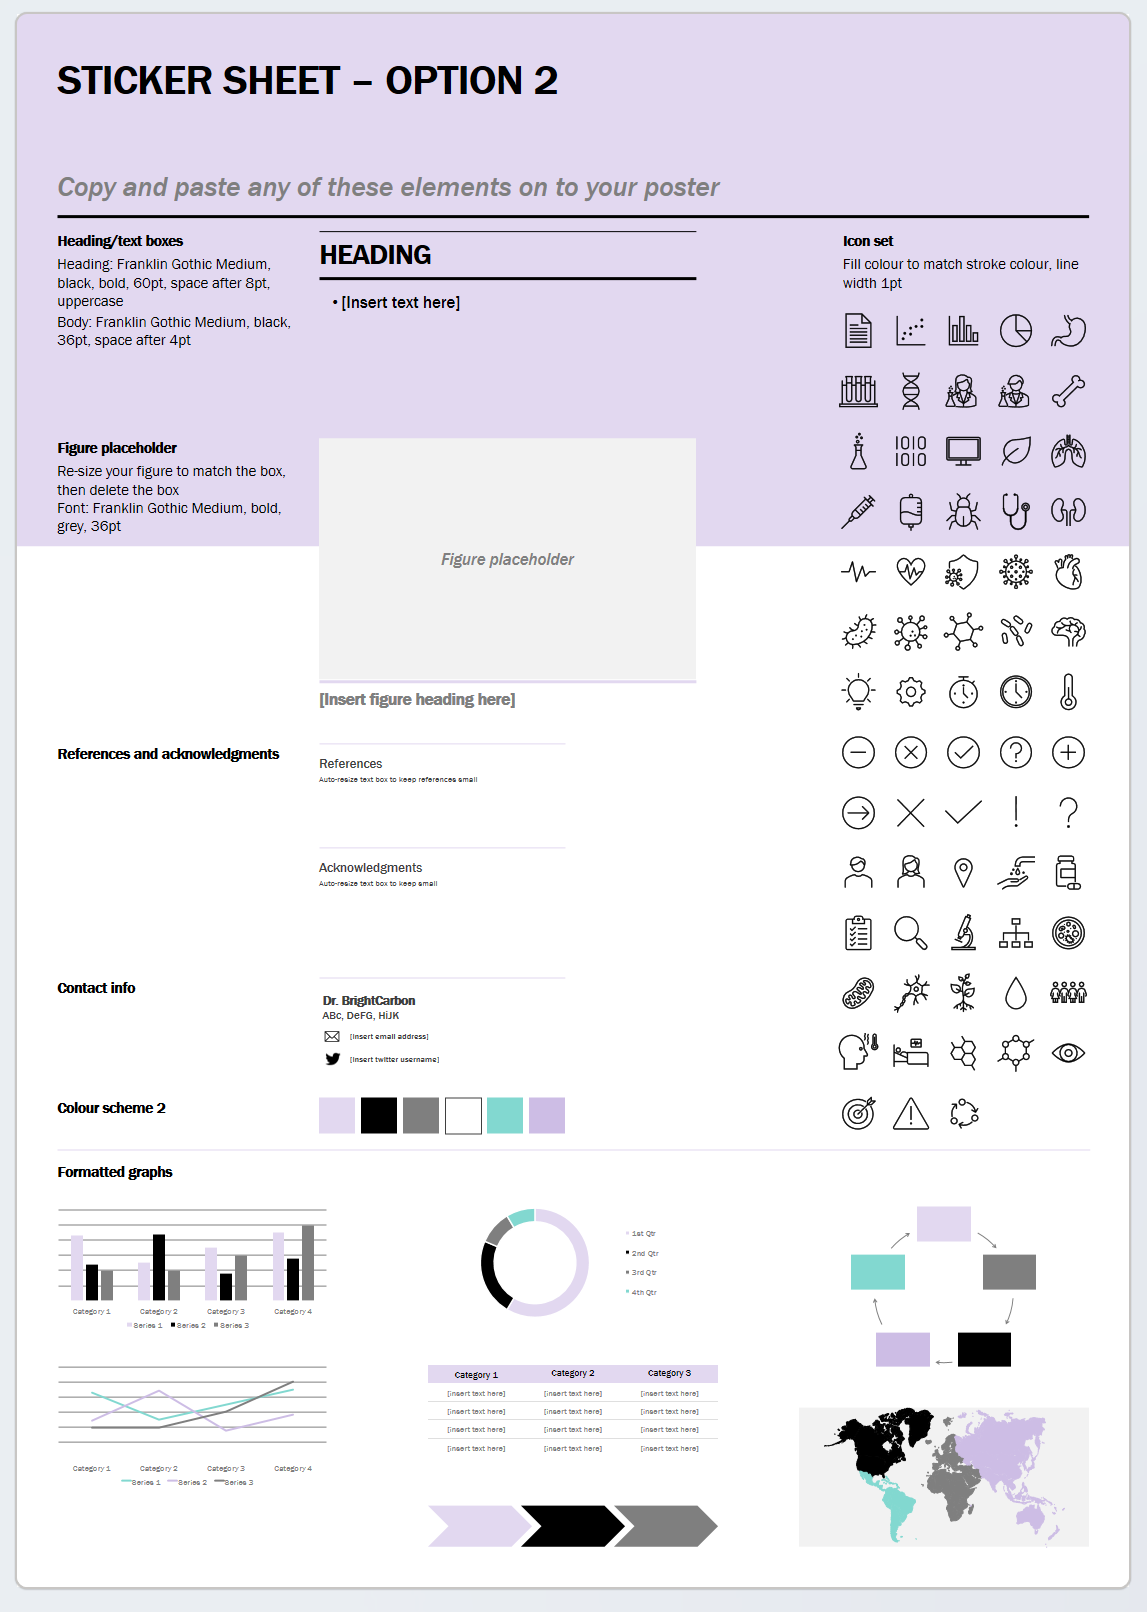 STICKER SHEET – OPTION 2
Copy and paste any of these elements on to your poster
Heading/text boxes
Heading: Franklin Gothic Medium,
black, bold, 60pt, space after 8pt,
uppercase
Body: Franklin Gothic Medium, black,
36pt, space after 4pt
HEADING
• [Insert text here]
Icon set
Fill colour to match stroke colour, line
width 1pt
0101
1010
Figure placeholder
Re-size your figure to match the box,
then delete the box
Font: Franklin Gothic Medium, bold,
grey, 36pt
Figure placeholder
[Insert figure heading here]
References and acknowledgments
References
Auto-resize text box to keep references small
Acknowledgments
Auto-resize text box to keep small
Contact info
Dr. BrightCarbon
ABc, DeFG, HiJK
[Insert email address]
[Insert twitter username]
Colour scheme 2
Formatted graphs
Category 1 Category 2 Category 3 Category 4
Series 1 Series 2 Series 3
1st Qtr
2nd Qtr
3rd Qtr
4th Qtr
Category 1 Category 2 Category 3 Category 4
Series 1 Series 2 Series 3
Category 1 Category 2 Category 3
[insert text here] [insert text here] [insert text here]
[insert text here] [insert text here] [insert text here]
[insert text here] [insert text here] [insert text here]
[insert text here] [insert text here] [insert text here]